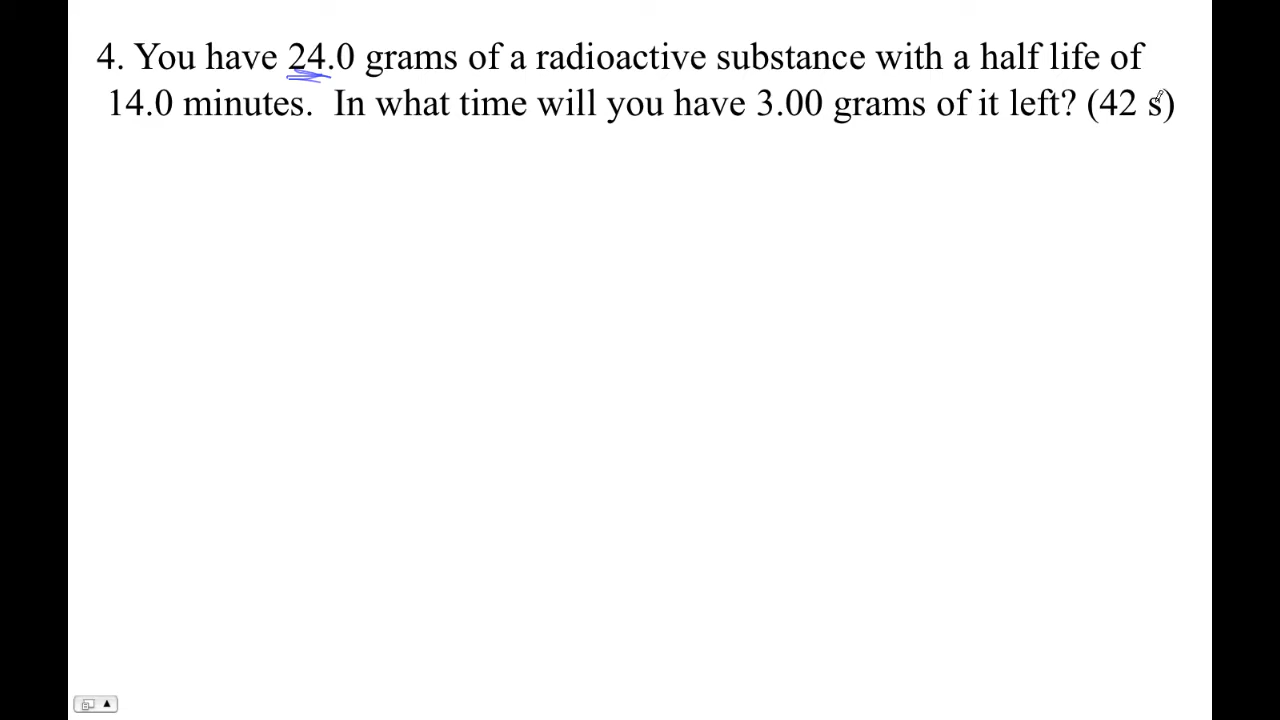 4. You have 24.0 grams of a radioactive substance with a half life of
14.0 minutes.  In what time will you have 3.00 grams of it left? (42 s)